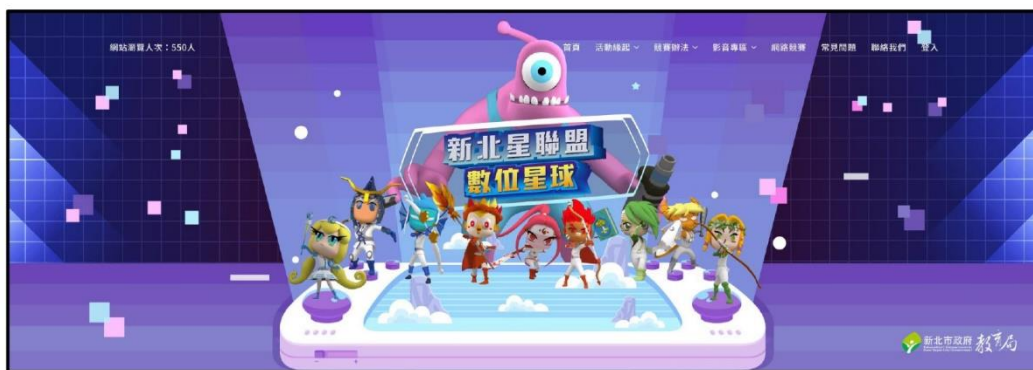 網站瀏覽人次：550人
首頁 活動緣起 競賽辦法 影音專區 網路競賽 常見問題 聯絡我們 登入
新北星聯盟
數位星球
新北市政府 教育局